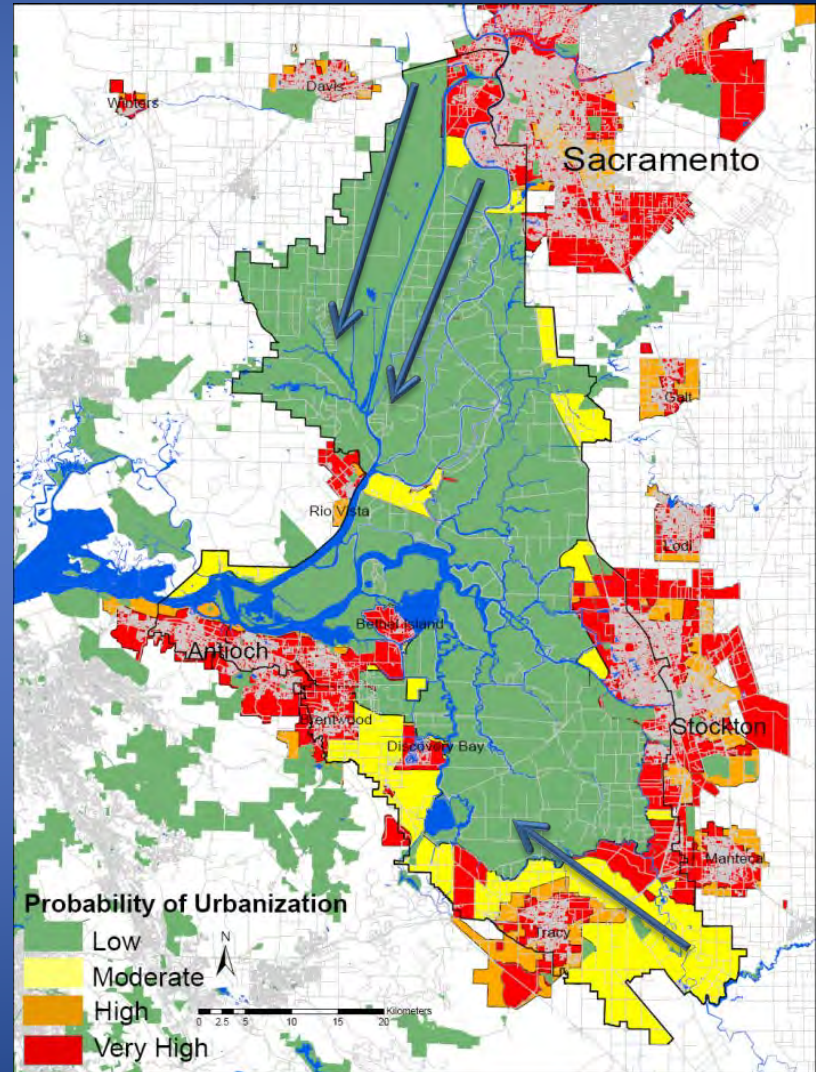 Winters
Davis
Sacramento
Galt
Rio Vista
Lodi
Bethel Island
Antioch
Brentwood
Stockton
Discovery Bay
Manteca
Tracy
Probability of Urbanization
Low
Moderate
High
Very High
N
Kilometers
0 2.5 5 10 15 20